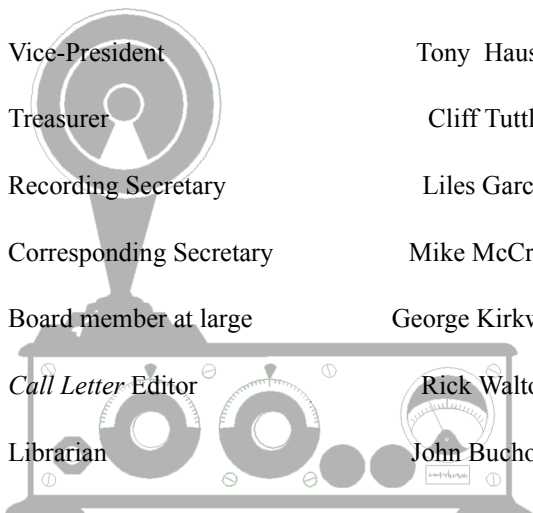 Vice-President Tony Haus
Treasurer Cliff Tuttl
Recording Secretary Liles Garc
Corresponding Secretary Mike McCr
Board member at large George Kirkw
Call Letter Editor Rick Walto
Librarian John Bucho